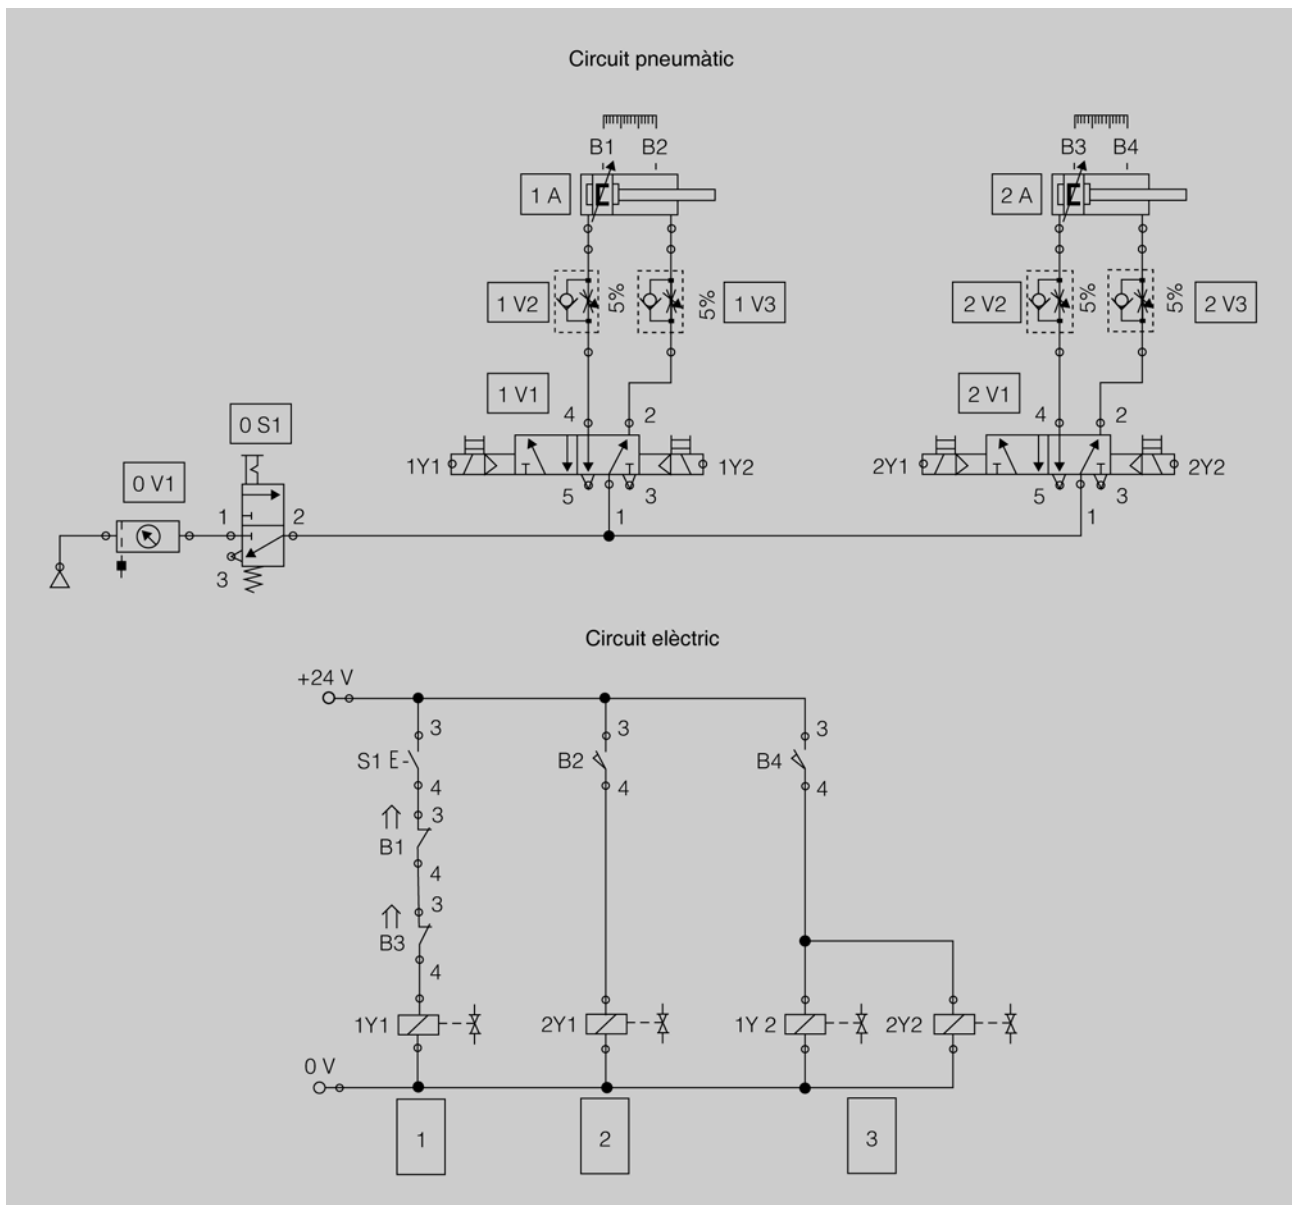 Circuit pneumàtic
B1 B2
B3 B4
1 A
2 A
1 V2
5%
5%
1 V3
2 V2
5%
5%
2 V3
1 V1
4 2
2 V1
4 2
0 S1
1Y1
1Y2
2Y1
2Y2
0 V1
5 3
5 3
1 2
1
1
3
Circuit elèctric
+24 V
3
3
3
S1
B2
B4
4
4
4
3
B1
4
3
B3
4
1Y1
2Y1
1Y 2
2Y2
0 V
1
2
3